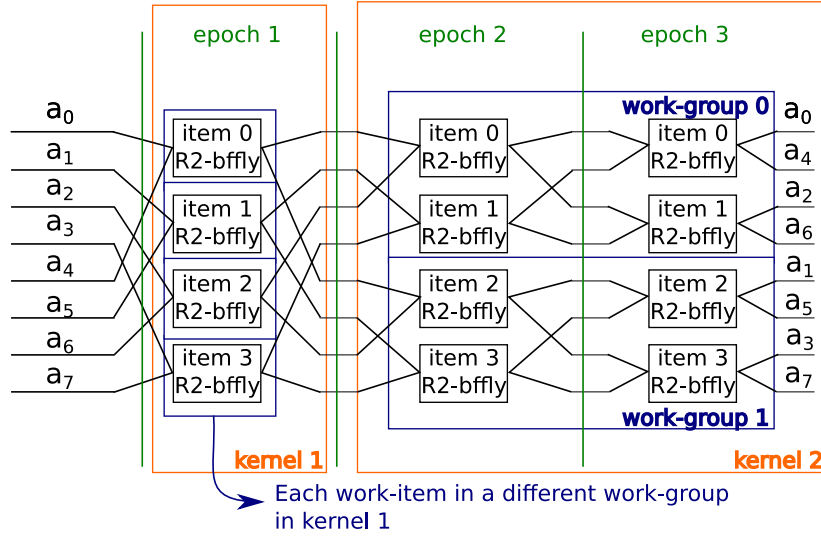 epoch 1
epoch 2
epoch 3
a0
a1
a2
a3
a4
a5
a6
a7
item 0
R2-bffly
item 1
R2-bffly
item 2
R2-bffly
item 3
R2-bffly
kernel 1
work-group 0
item 0
R2-bffly
item 1
R2-bffly
item 2
R2-bffly
item 3
R2-bffly
item 0
R2-bffly
item 1
R2-bffly
item 2
R2-bffly
item 3
R2-bffly
work-group 1
a0
a4
a2
a6
a1
a5
a3
a7
kernel 2
Each work-item in a different work-group
in kernel 1